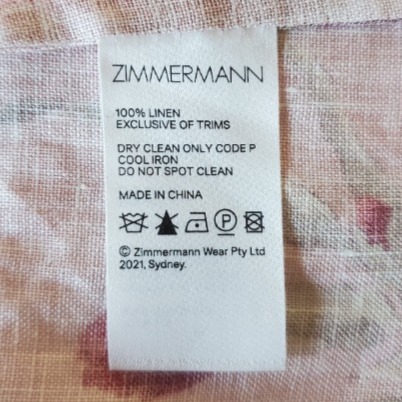 ZIMMERMANN
100% LINEN
EXCLUSIVE OF TRIMS
DRY CLEAN ONLY CODE P
COOL IRON
DO NOT SPOT CLEAN
MADE IN CHINA
P
© Zimmermann Wear Pty Ltd
2021, Sydney.